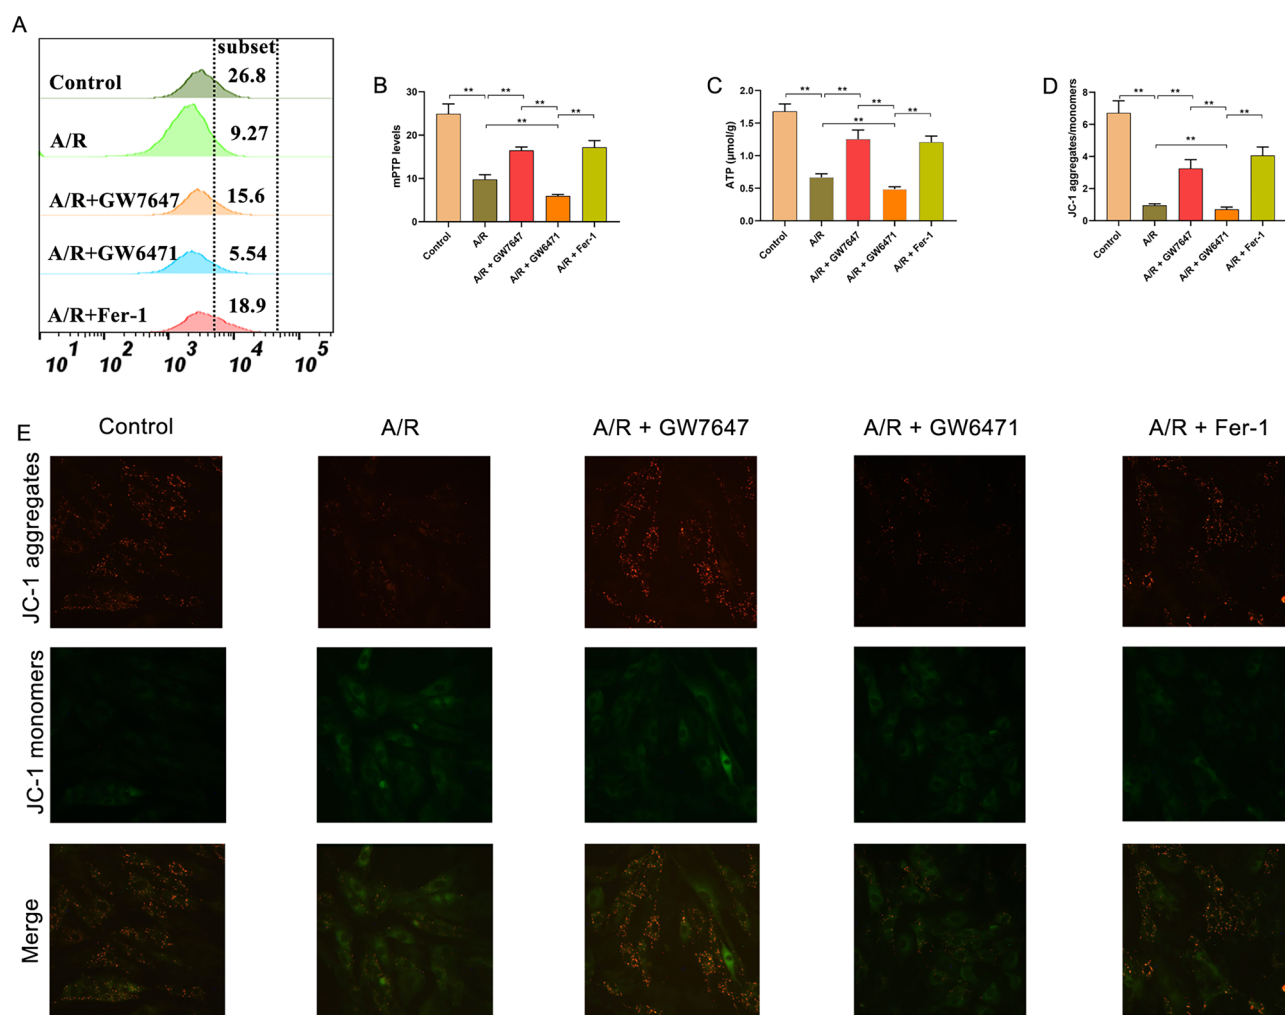 A
subset
Control 26.8
A/R 9.27
A/R+GW7647 15.6
A/R+GW6471 5.54
A/R+Fer-1 18.9
10^1 10^2 10^3 10^4 10^5
B
mPTP levels
30
20
10
0
** **
**
** **
Control
A/R
A/R + GW7647
A/R + GW6471
A/R + Fer-1
C
ATP (μmol/g)
2.0
1.5
1.0
0.5
0.0
** **
** **
**
Control
A/R
A/R + GW7647
A/R + GW6471
A/R + Fer-1
D
JC-1 aggregates/monomers
8
6
4
2
0
** **
** **
**
Control
A/R
A/R + GW7647
A/R + GW6471
A/R + Fer-1
E
Control
A/R
A/R + GW7647
A/R + GW6471
A/R + Fer-1
JC-1 aggregates
JC-1 monomers
Merge